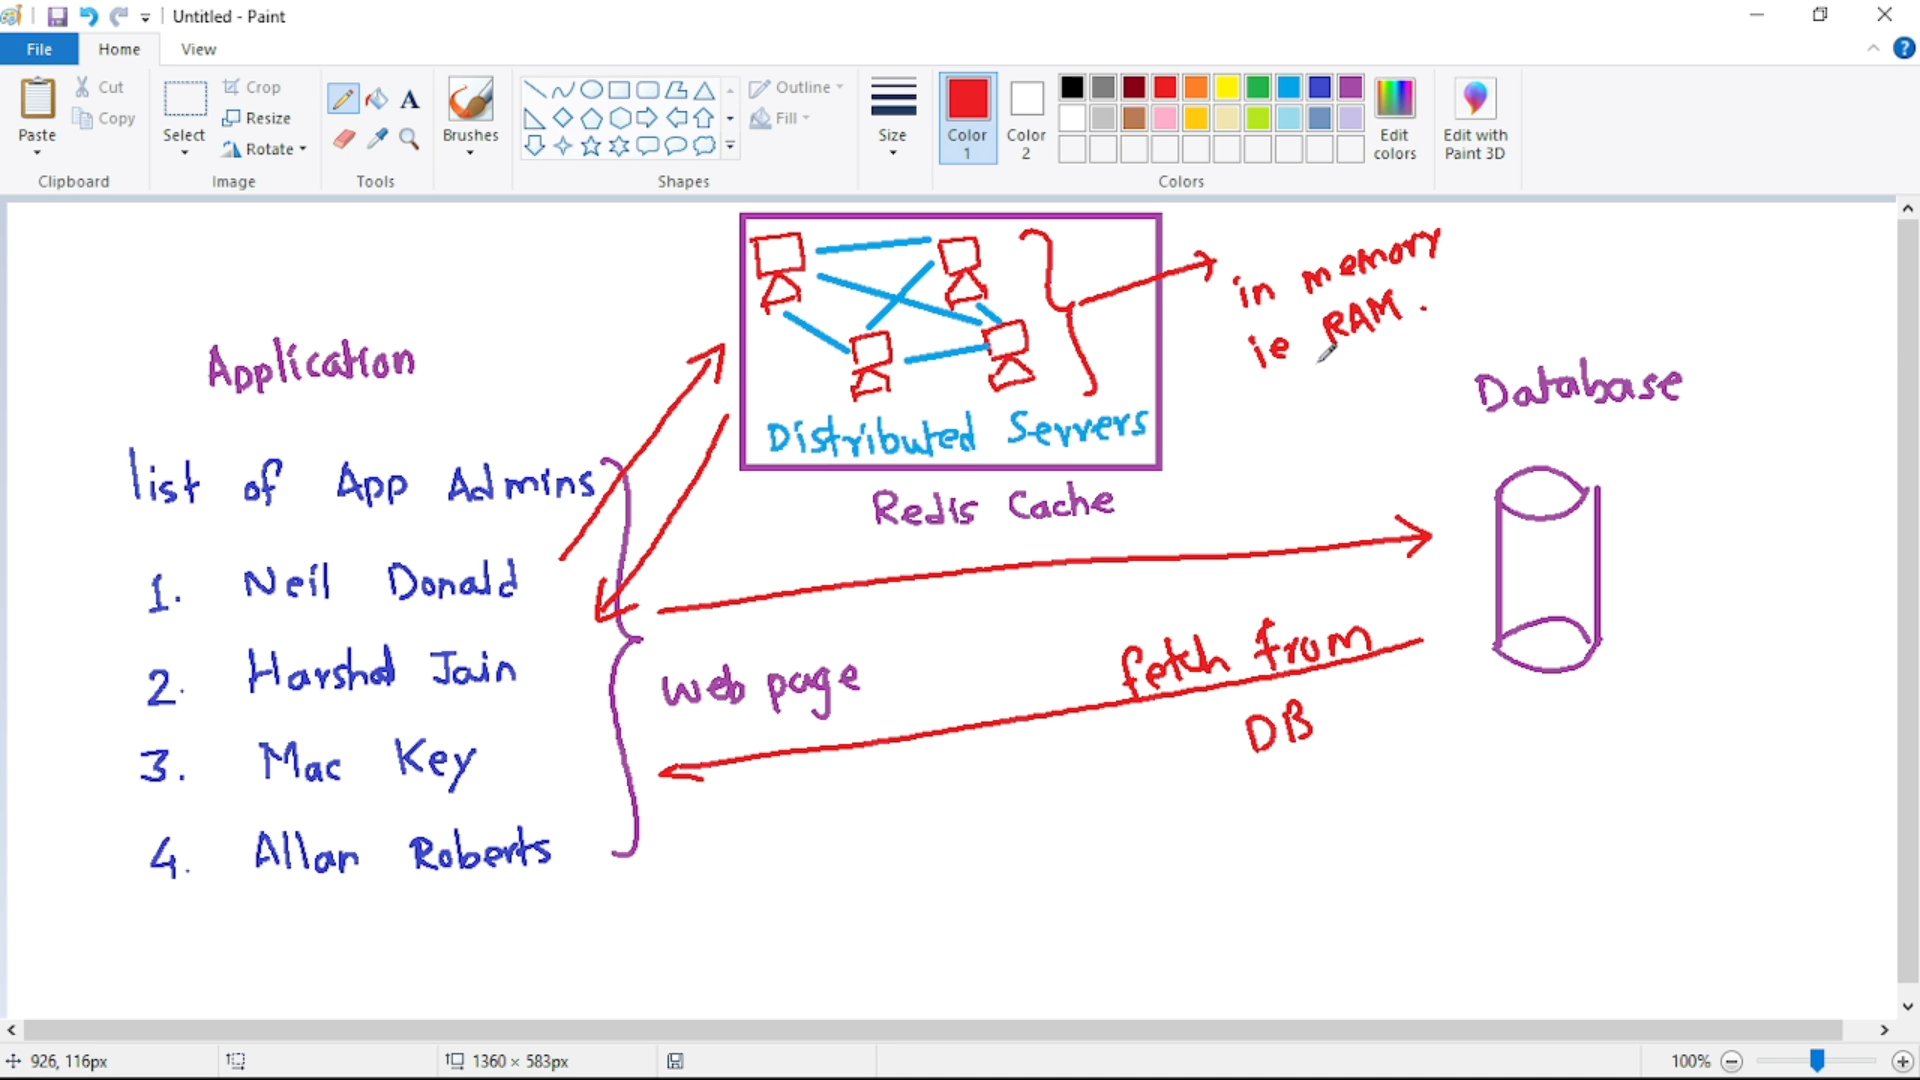 Untitled - Paint
File
Home
View
Paste
Cut
Copy
Clipboard
Select
Crop
Resize
Rotate
Image
A
Tools
Brushes
Shapes
Outline
Fill
Size
Color 1
Color 2
Colors
Edit colors
Edit with Paint 3D
in memory
ie RAM.
Application
Distributed Servers
Redis Cache
Database
list of App Admins
1. Neil Donald
2. Harshal Jain
3. Mac Key
4. Allan Roberts
Web page
fetch from
DB
926, 116px
1360 × 583px
100%